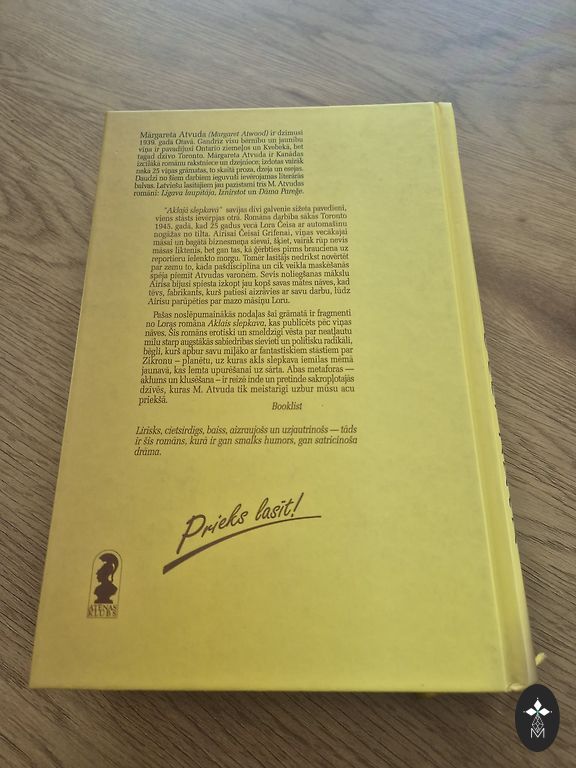 Mārgareta Atvuda (Margaret Atwood) ir dzimusi
1939. gadā Otavā. Gandrīz visu bērnību un jaunību
viņa ir pavadījusi Ontario ziemeļos un Kvebekā, bet
tagad dzīvo Toronto. Mārgareta Atvuda ir Kanādas
izcilākā romānu rakstniece un dzejniece; izdotas vairāk
nekā 25 viņas grāmatas, to skaitā proza, dzeja un esejas.
Daudzi no šiem darbiem ieguvuši ievērojamas literārās
balvas. Latviešu lasītājiem jau pazīstami trīs M. Atvudas
romāni: Līgava laupītāja, Iznirstot un Dāma Pareģe.
"Aklajā slepkavā" savijas divi galvenie sižeta pavedieni,
viens stāsts ievērpjas otrā. Romāna darbība sākas Toronto
1945. gadā, kad 25 gadus vecā Lora Čeisa ar automašīnu
nogāžas no tilta. Airisai Čeisai Grifenai, viņas vecākajai
māsai un bagātā biznesmeņa sievai, šķiet, vairāk rūp nevis
māsas liktenis, bet gan tas, kā ģērbties pirms brauciena uz
reportieru ielenkto morgu. Tomēr lasītājs nedrīkst novērtēt
par zemu to, kāda pašdisciplīna un cik veikla maskēšanās
spēja piemīt Atvudas varonēm. Sevis noliegšanas mākslu
Airisa bijusi spiesta izkopt jau kopš savas mātes nāves, kad
tēvs, fabrikants, kurš patiesi aizrāvies ar savu darbu, lūdz
Airisu parūpēties par mazo māsiņu Loru.
Pašas noslēpumainākās nodaļas šai grāmatā ir fragmenti
no Loras romāna Aklais slepkava, kas publicēts pēc viņas
nāves. Šis romāns erotiski un smeldzīgi vēsta par neatļautu
mīlu starp augstākās sabiedrības sievieti un politisku radikāli,
bēgli, kurš apbur savu mīļāko ar fantastiskiem stāstiem par
Zikronu – planētu, uz kuras akls slepkava iemīlas mēmā
jaunavā, kas lemta upurēšanai uz sārta. Abas metaforas –
aklums un klusēšana – ir reizē inde un pretinde sakropļotajās
dzīvēs, kuras M. Atvuda tik meistarīgi uzbur mūsu acu
priekšā.
Booklist
Lirisks, cietsirdīgs, baiss, aizraujošs un uzjautrinošs — tāds
ir šis romāns, kurā ir gan smalks humors, gan satricinoša
drāma.
Prieks lasīt!
ATĒNAS
KLUBS
M